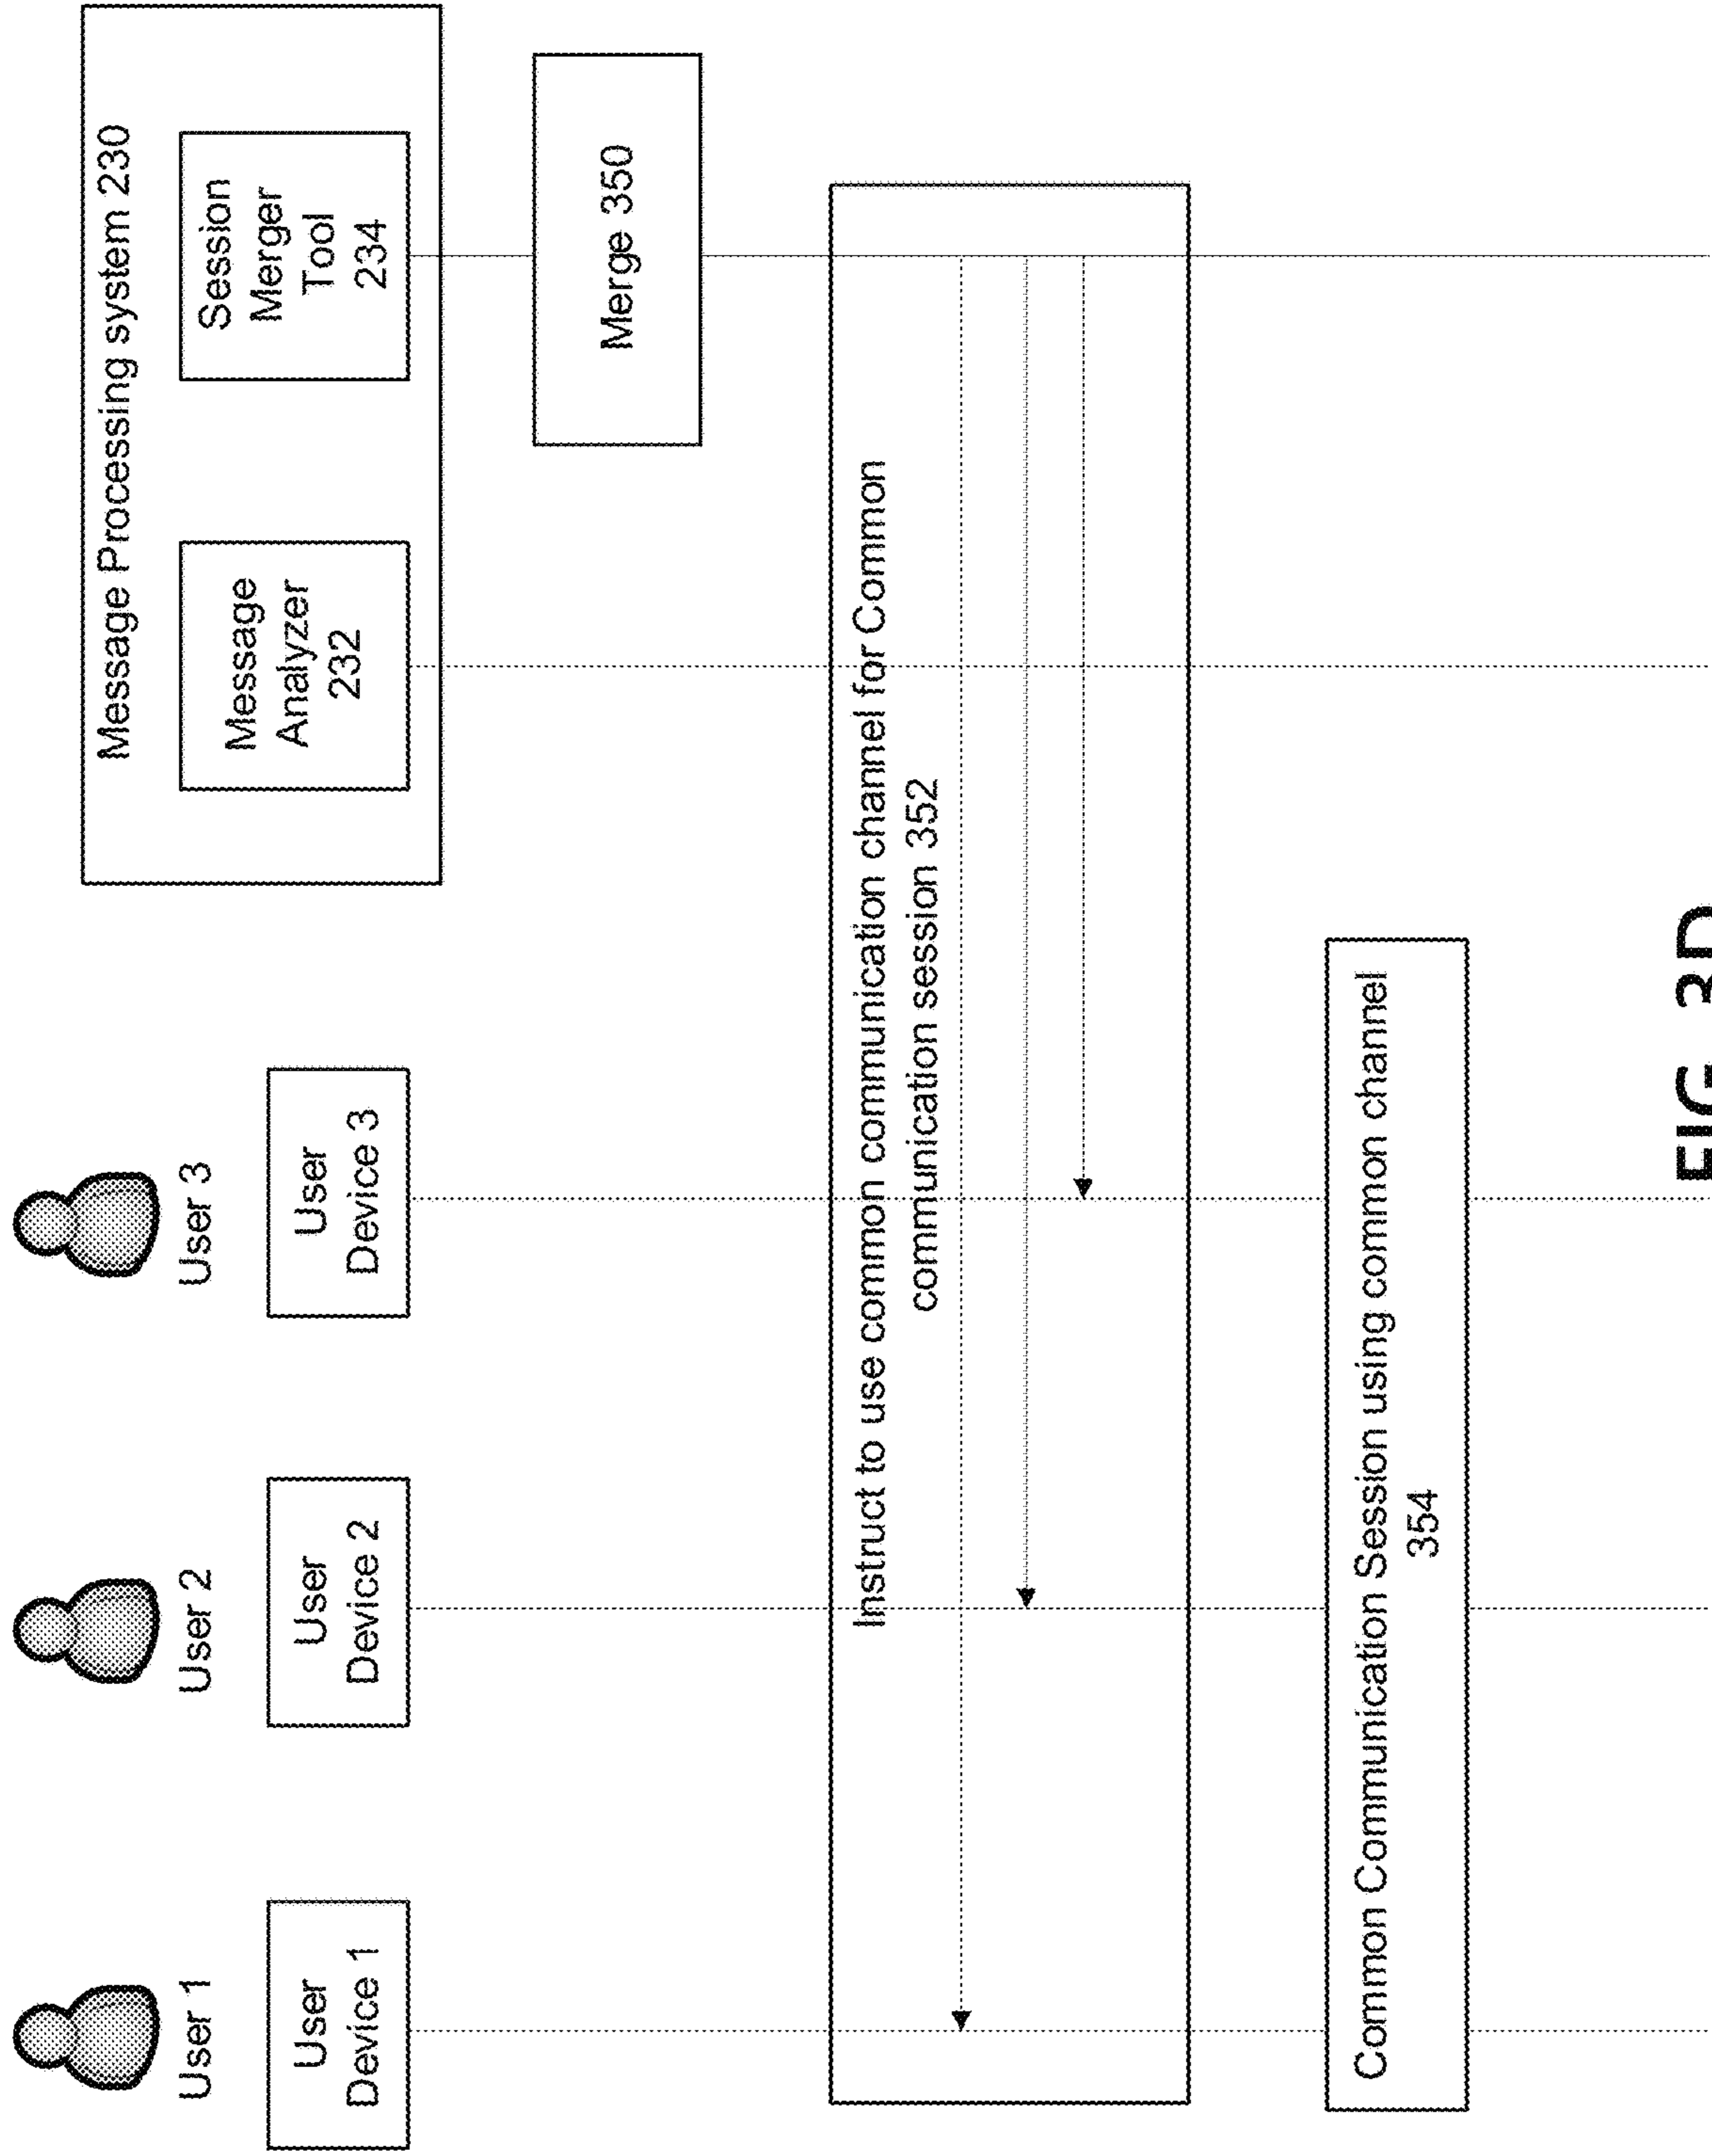 User 1
User 2
User 3
Message Processing system 230
User
Device 1
User
Device 2
User
Device 3
Message
Analyzer
232
Session
Merger
Tool
234
Merge 350
Instruct to use common communication channel for Common
communication session 352
Common Communication Session using common channel
354
FIG. 3D